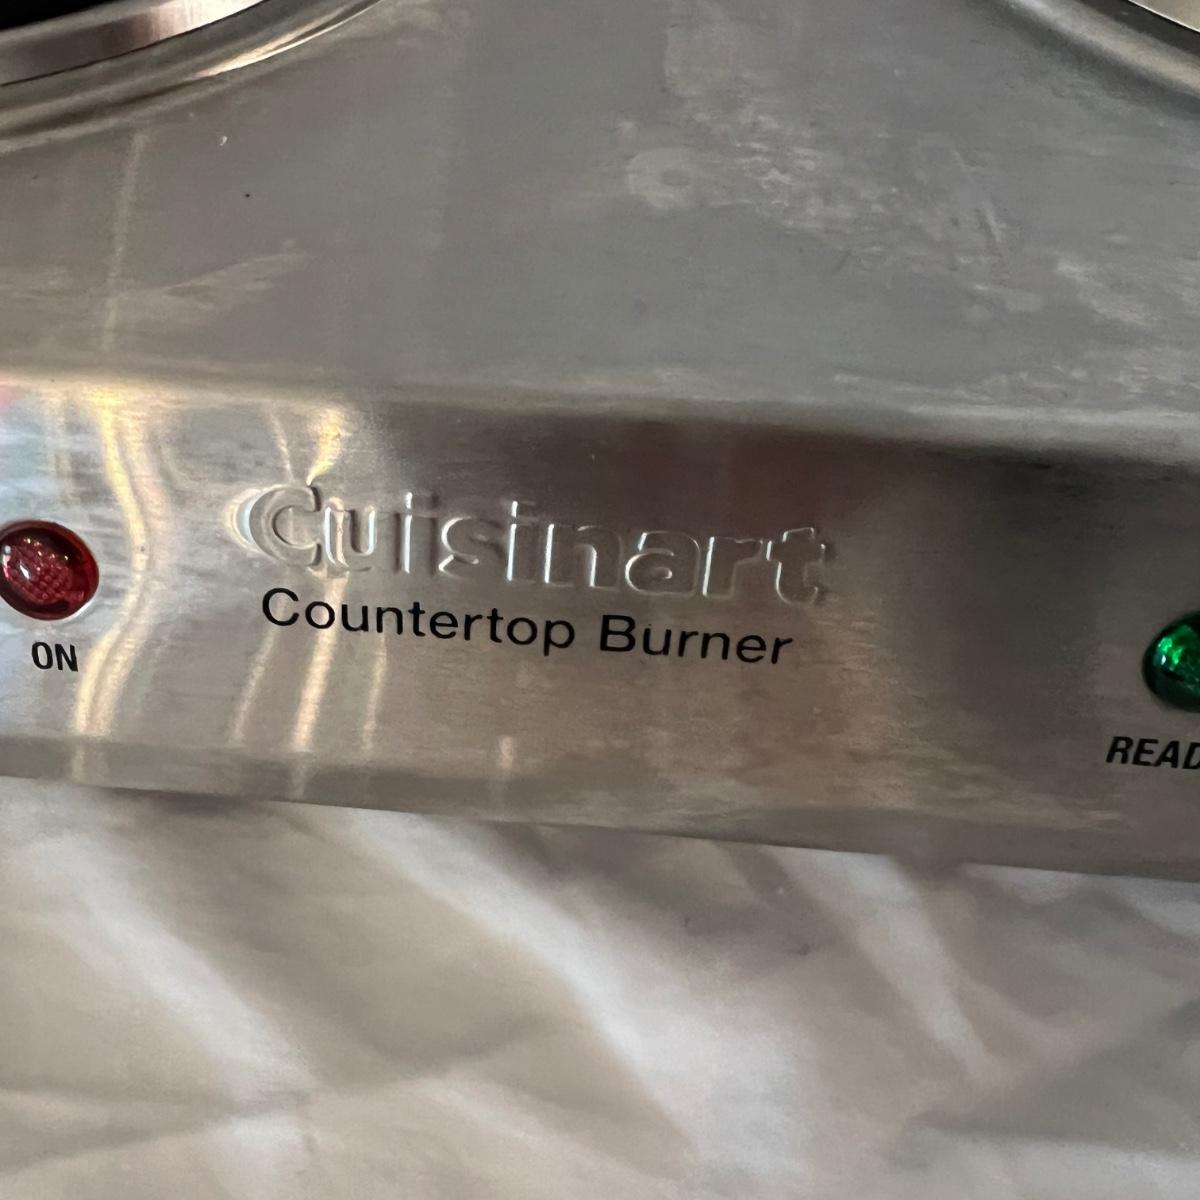 Cuisinart
Countertop Burner
ON
READ